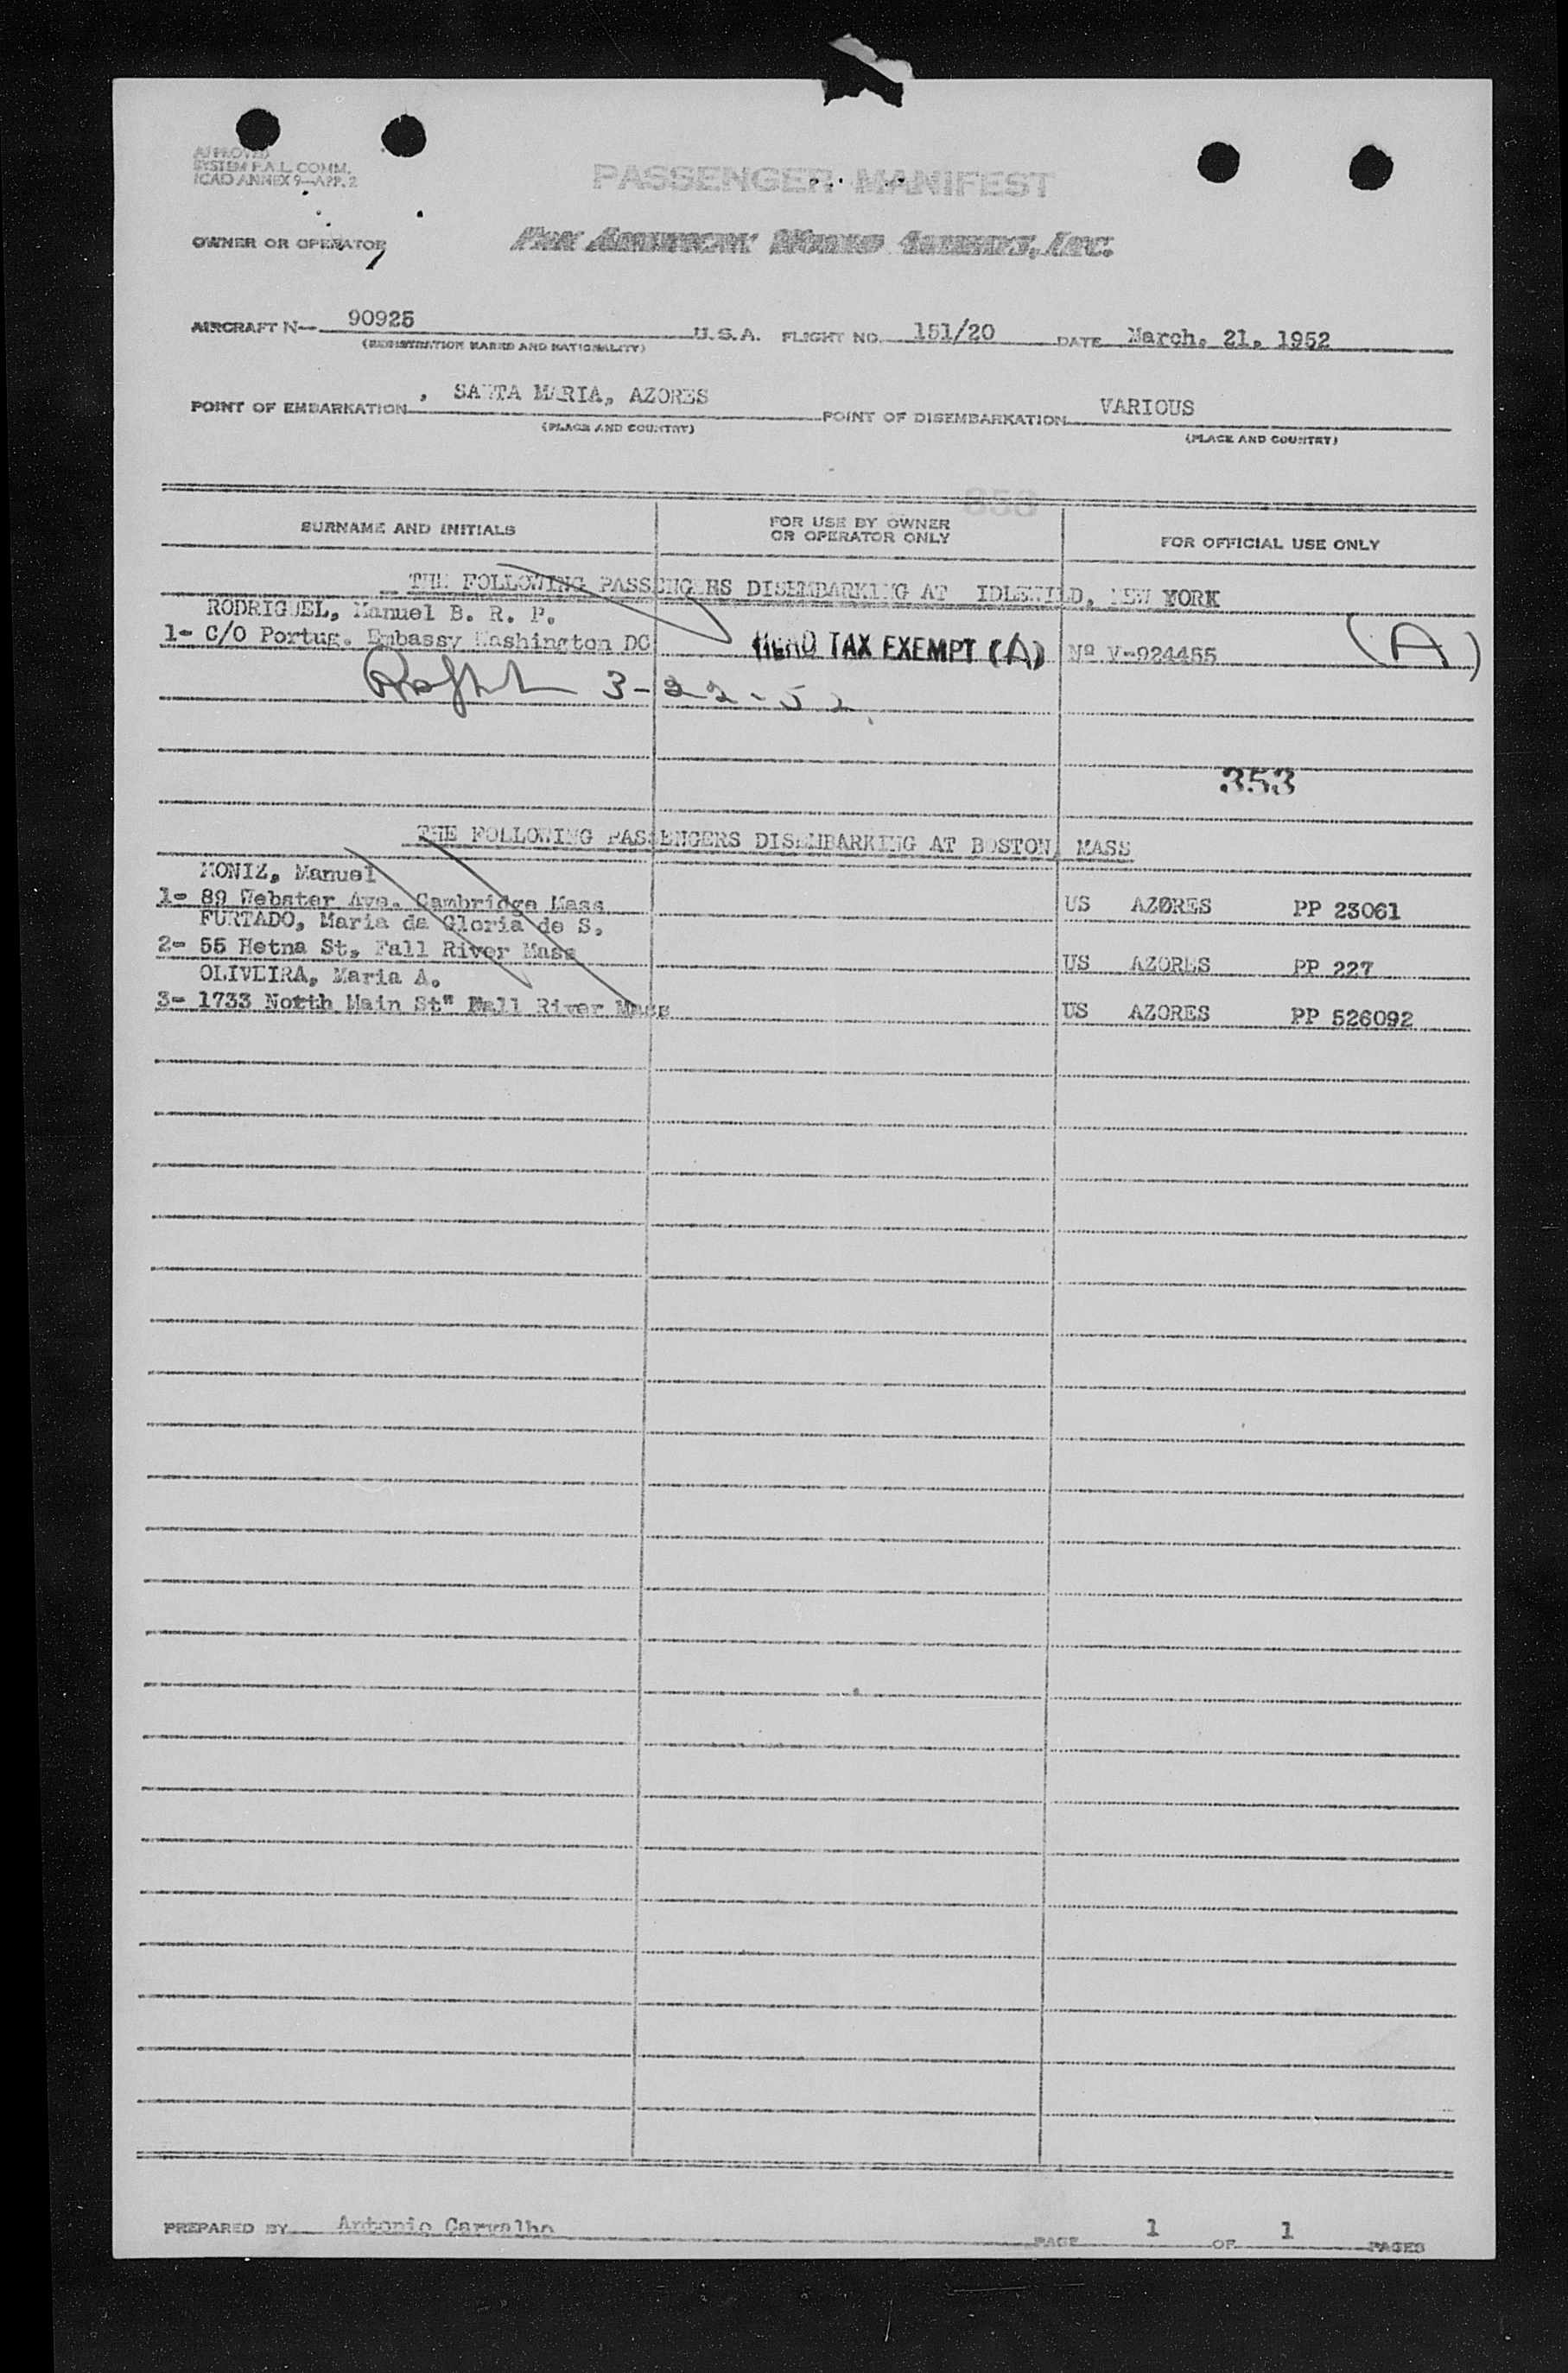 APPROVED
SYSTEM F.A.L. COMM.
ICAO ANNEX 9—APP. 2
PASSENGER MANIFEST
OWNER OR OPERATOR
Pan American World Airways, Inc.
AIRCRAFT N— 90925 U.S.A. FLIGHT NO. 151/20 DATE March, 21, 1952
(REGISTRATION MARKS AND NATIONALITY)
POINT OF EMBARKATION , SANTA MARIA, AZORES POINT OF DISEMBARKATION VARIOUS
(PLACE AND COUNTRY) (PLACE AND COUNTRY)
353
SURNAME AND INITIALS FOR USE BY OWNER OR OPERATOR ONLY FOR OFFICIAL USE ONLY
THE FOLLOWING PASSENGERS DISEMBARKING AT IDLEWILD, NEW YORK
RODRIGUEL, Manuel B. R. P.
1- C/O Portug. Embassy Washington DC HEAD TAX EXEMPT (A) Nº V-924455 (A)
3-22-52
353
THE FOLLOWING PASSENGERS DISEMBARKING AT BOSTON, MASS
MONIZ, Manuel
1- 89 Webster Ave. Cambridge Mass US AZORES PP 23061
FURTADO, Maria da Gloria de S.
2- 55 Hetna St, Fall River Mass US AZORES PP 227
OLIVEIRA, Maria A.
3- 1733 North Main St" Fall River Mass US AZORES PP 526092
PREPARED BY Antonio Carvalho PAGE 1 OF 1 PAGES